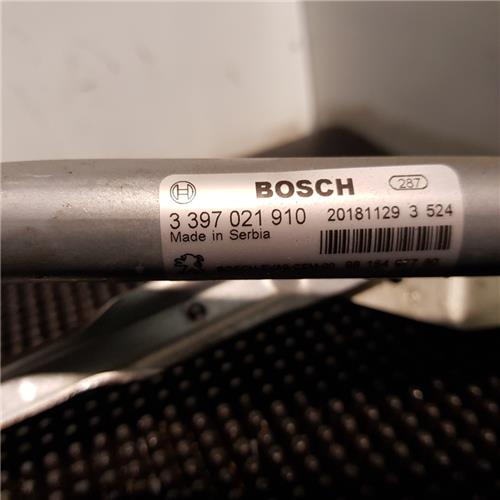 BOSCH 287
3 397 021 910 20181129 3 524
Made in Serbia